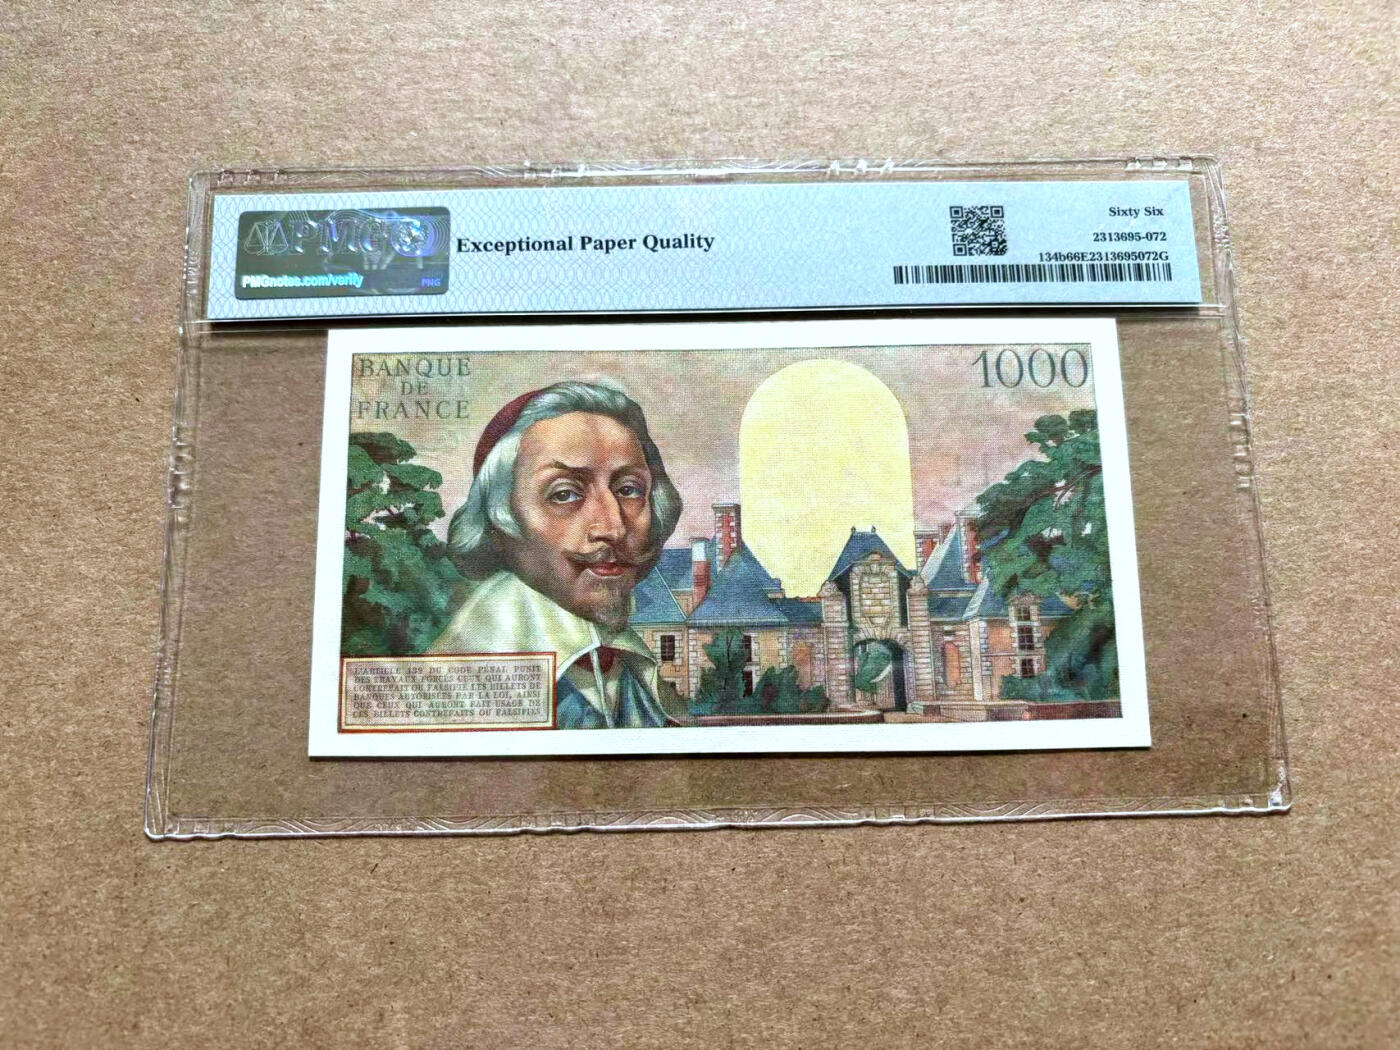 PMG
PMGnotes.com/verify
PNG
Exceptional Paper Quality
Sixty Six
2313695-072
134b66E2313695072G
BANQUE
DE
FRANCE
1000
L'ARTICLE 139 DU CODE PÉNAL PUNIT
DES TRAVAUX FORCÉS CEUX QUI AURONT
CONTREFAIT OU FALSIFIÉ LES BILLETS DE
BANQUES AUTORISÉES PAR LA LOI, AINSI
QUE CEUX QUI AURONT FAIT USAGE DE
CES BILLETS CONTREFAITS OU FALSIFIÉS